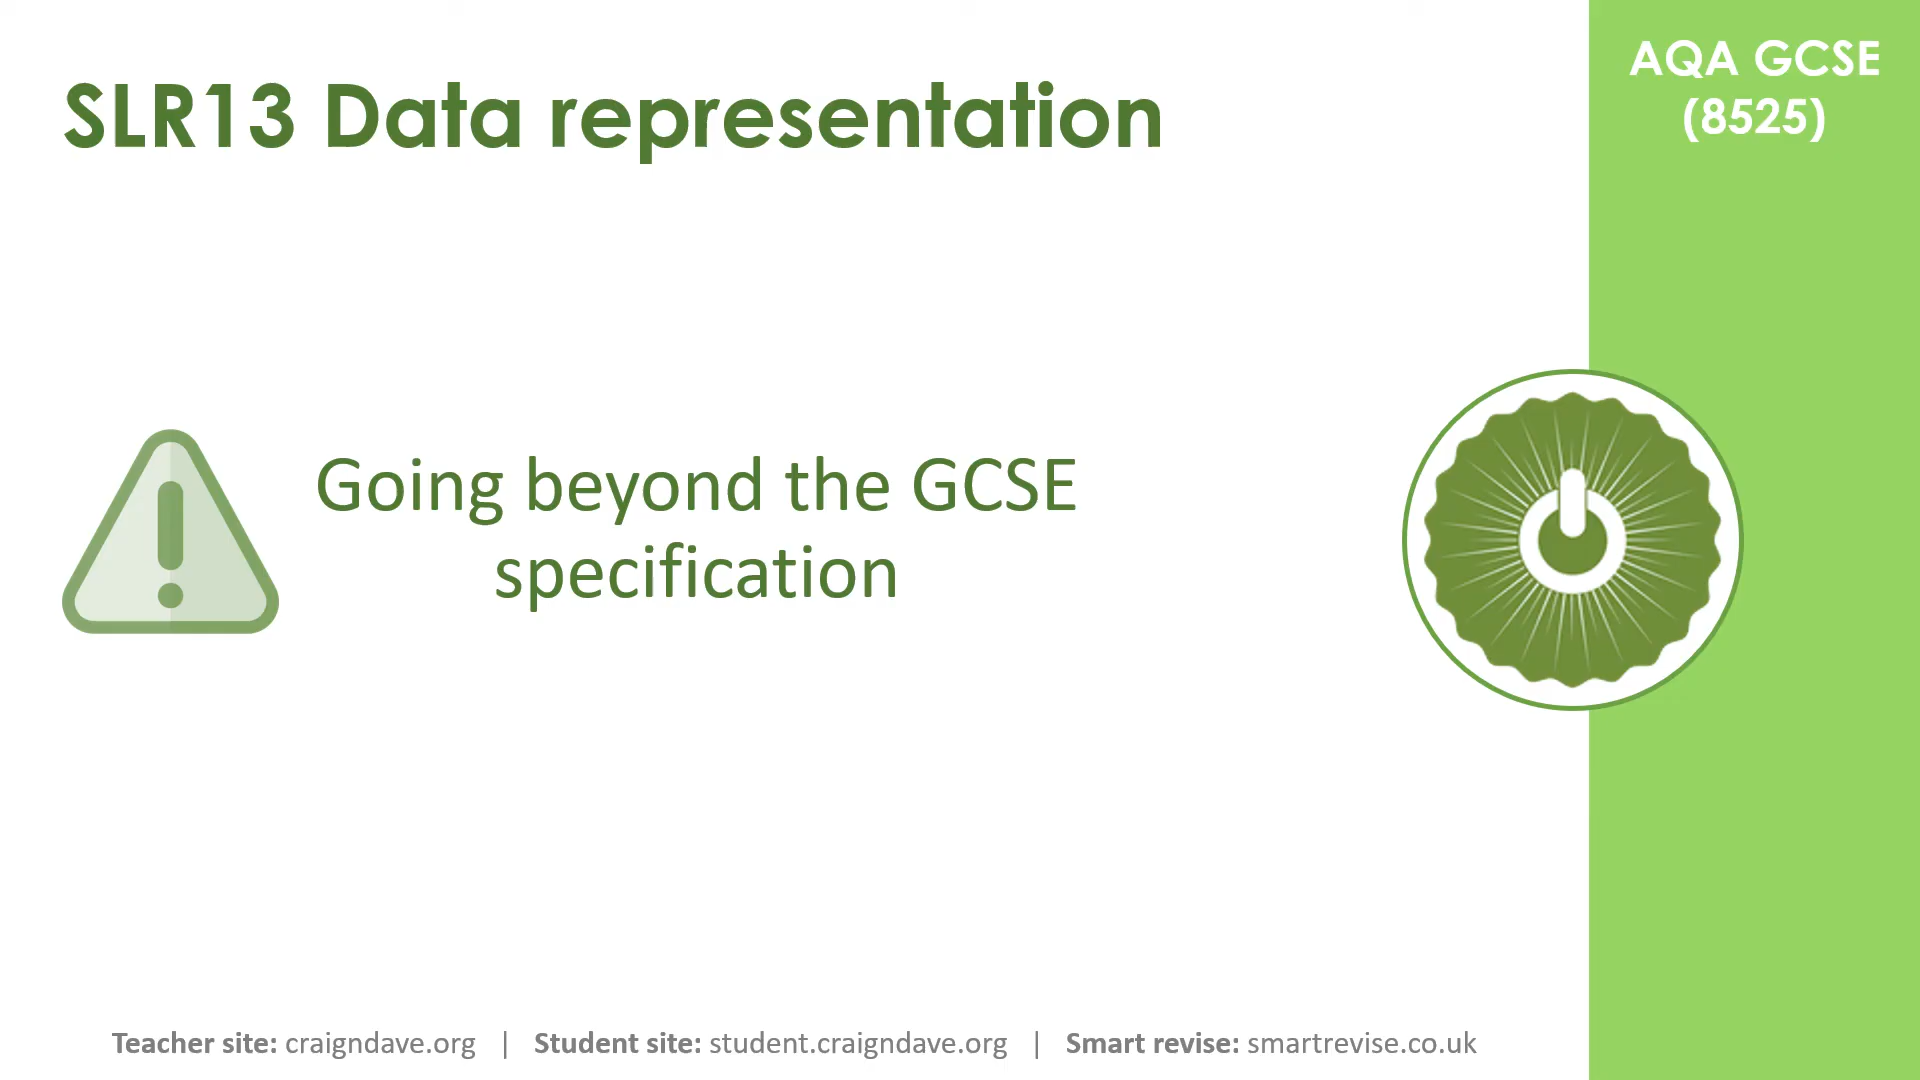 SLR13 Data representation
AQA GCSE
(8525)
Going beyond the GCSE
specification
Teacher site: craigndave.org | Student site: student.craigndave.org | Smart revise: smartrevise.co.uk